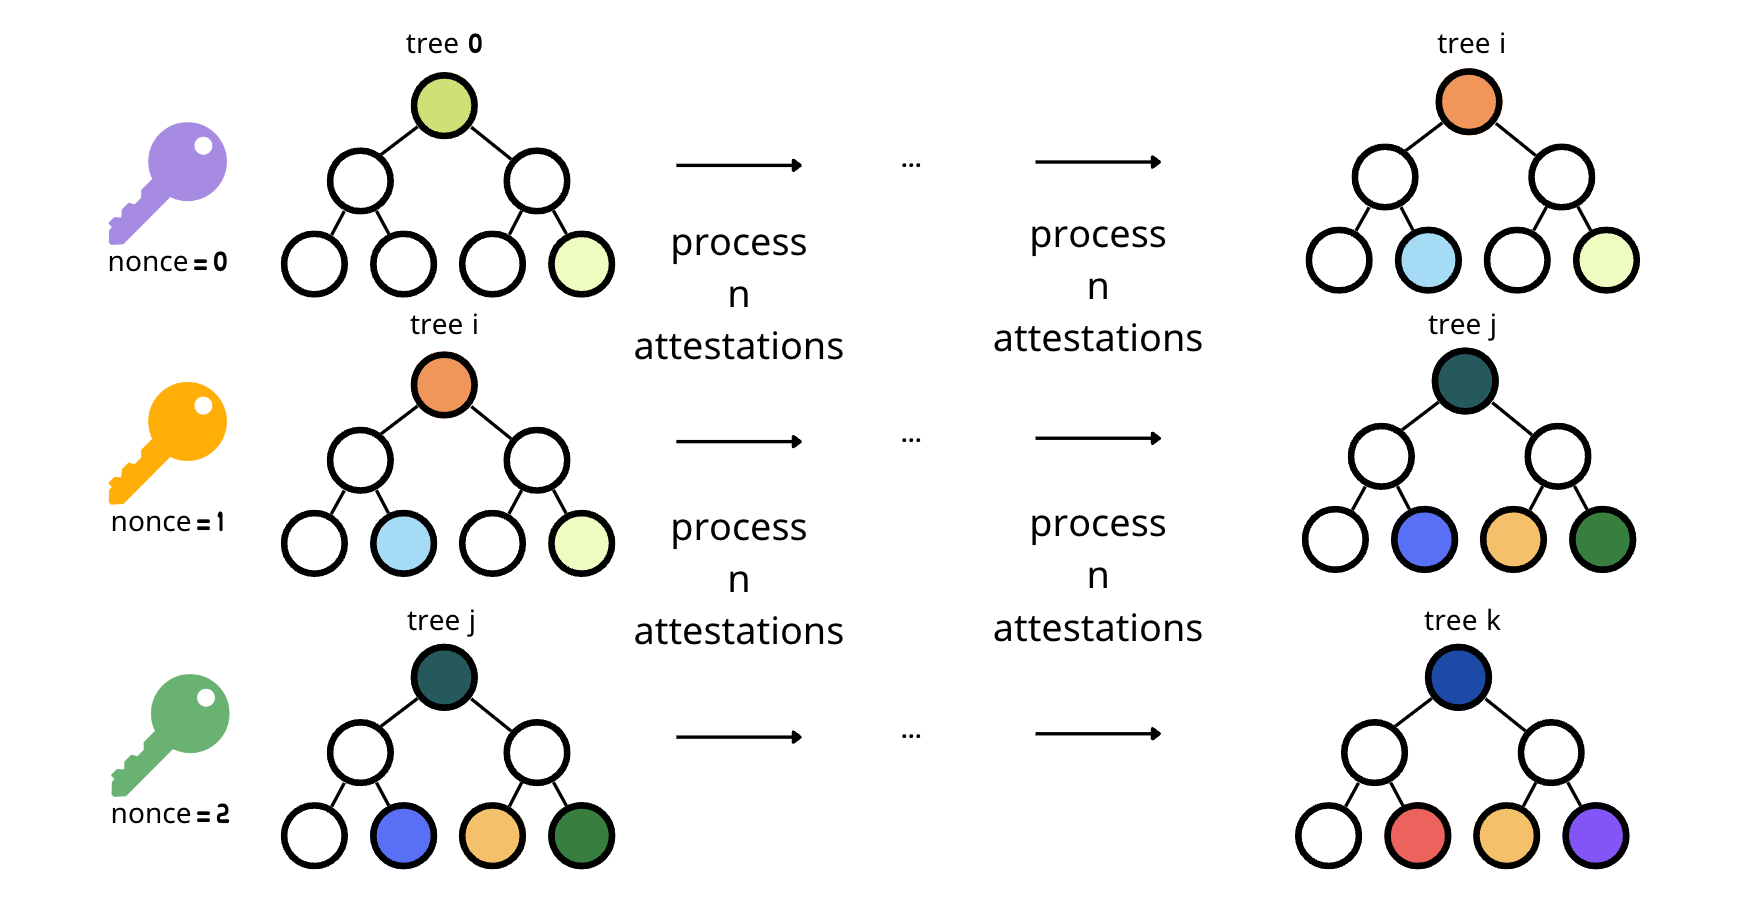 tree 0
tree i
nonce = 0
...
...
process
n
attestations
process
n
attestations
tree i
tree j
nonce = 1
...
process
n
attestations
process
n
attestations
tree j
tree k
nonce = 2
...